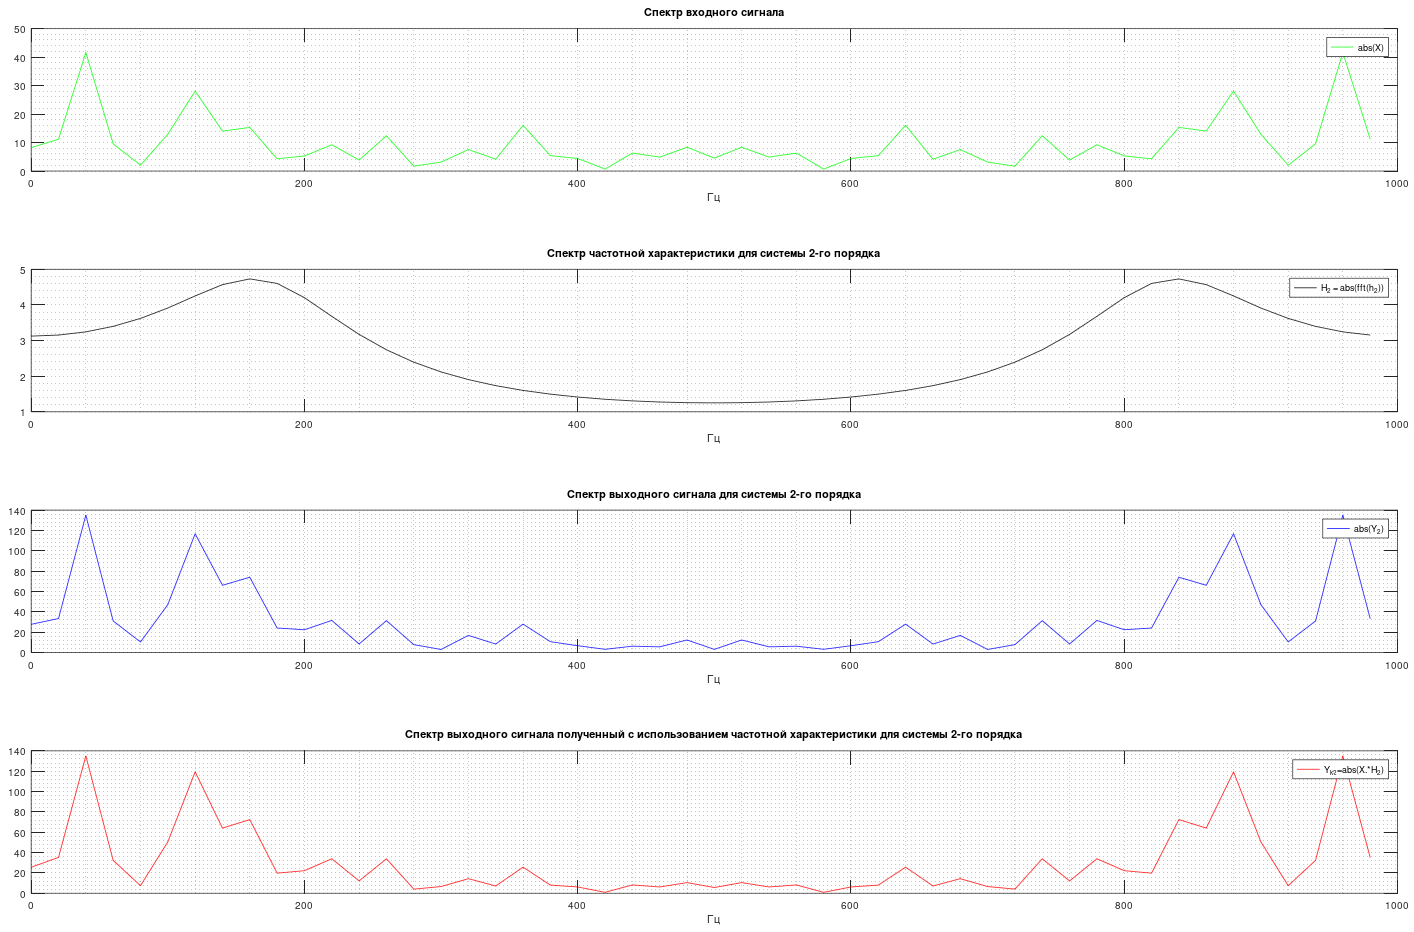 Спектр входного сигнала
abs(X)
50
40
30
20
10
0
0 200 400 600 800 1000
Гц
Спектр частотной характеристики для системы 2-го порядка
H2 = abs(fft(h2))
5
4
3
2
1
0 200 400 600 800 1000
Гц
Спектр выходного сигнала для системы 2-го порядка
abs(Y2)
140
120
100
80
60
40
20
0
0 200 400 600 800 1000
Гц
Спектр выходного сигнала полученный с использованием частотной характеристики для системы 2-го порядка
Yk2=abs(X.*H2)
140
120
100
80
60
40
20
0
0 200 400 600 800 1000
Гц